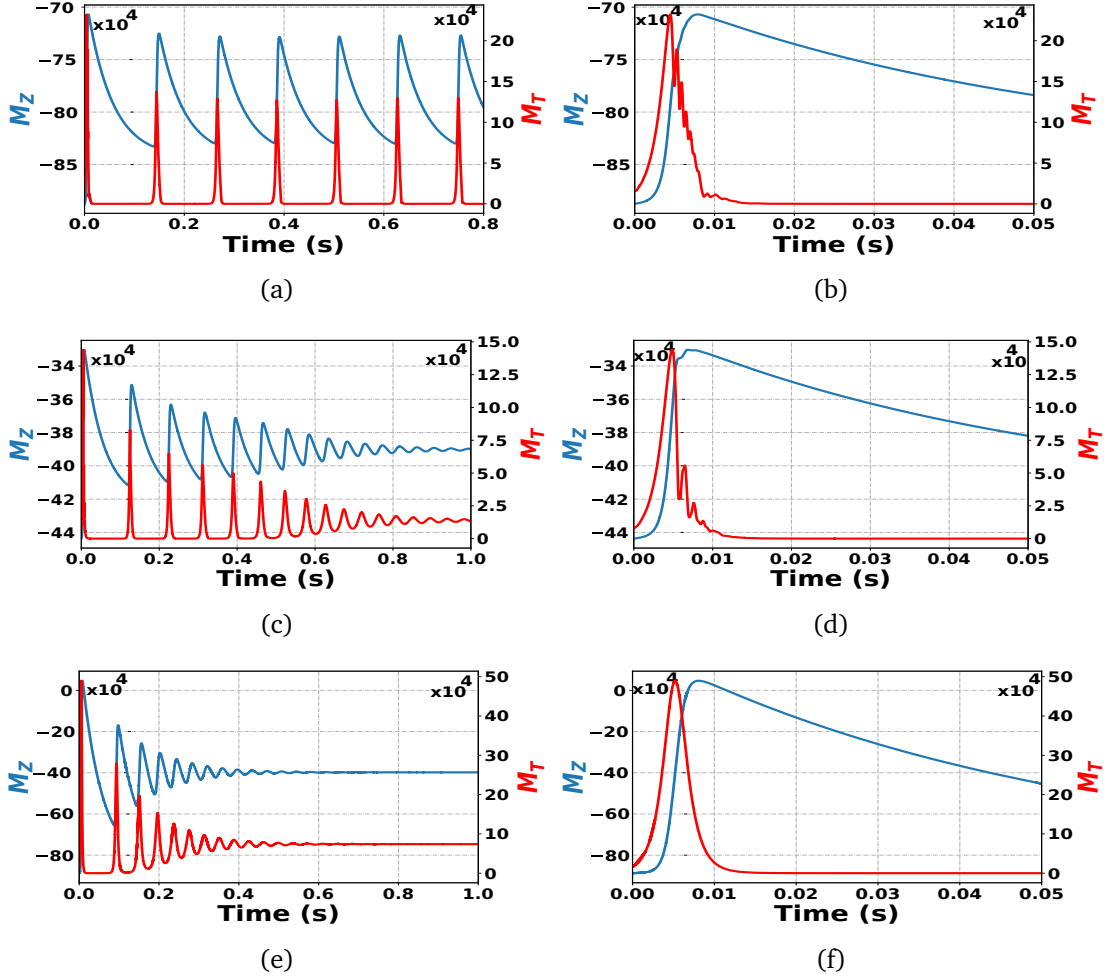 −70
−75
−80
−85
M_Z
x10^4
x10^4
20
15
10
5
0
M_T
0.0 0.2 0.4 0.6 0.8
Time (s)
(a)
−70
−75
−80
−85
M_Z
x10^4
x10^4
20
15
10
5
0
M_T
0.00 0.01 0.02 0.03 0.04 0.05
Time (s)
(b)
−34
−36
−38
−40
−42
−44
M_Z
x10^4
x10^4
15.0
12.5
10.0
7.5
5.0
2.5
0
M_T
0.0 0.2 0.4 0.6 0.8 1.0
Time (s)
(c)
−34
−36
−38
−40
−42
−44
M_Z
x10^4
x10^4
15.0
12.5
10.0
7.5
5.0
2.5
0
M_T
0.00 0.01 0.02 0.03 0.04 0.05
Time (s)
(d)
0
−20
−40
−60
−80
M_Z
x10^4
x10^4
50
40
30
20
10
0
M_T
0.0 0.2 0.4 0.6 0.8 1.0
Time (s)
(e)
0
−20
−40
−60
−80
M_Z
x10^4
x10^4
50
40
30
20
10
0
M_T
0.00 0.01 0.02 0.03 0.04 0.05
Time (s)
(f)